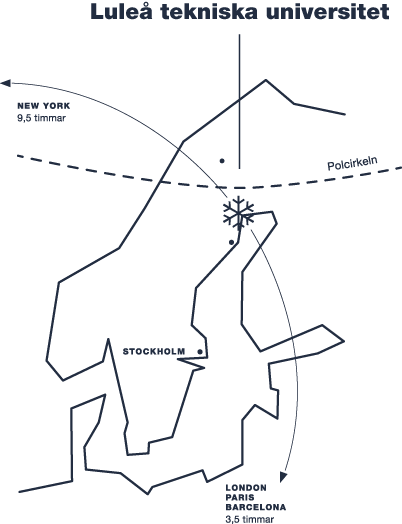 Luleå tekniska universitet
NEW YORK
9,5 timmar
Polcirkeln
STOCKHOLM
LONDON
PARIS
BARCELONA
3,5 timmar